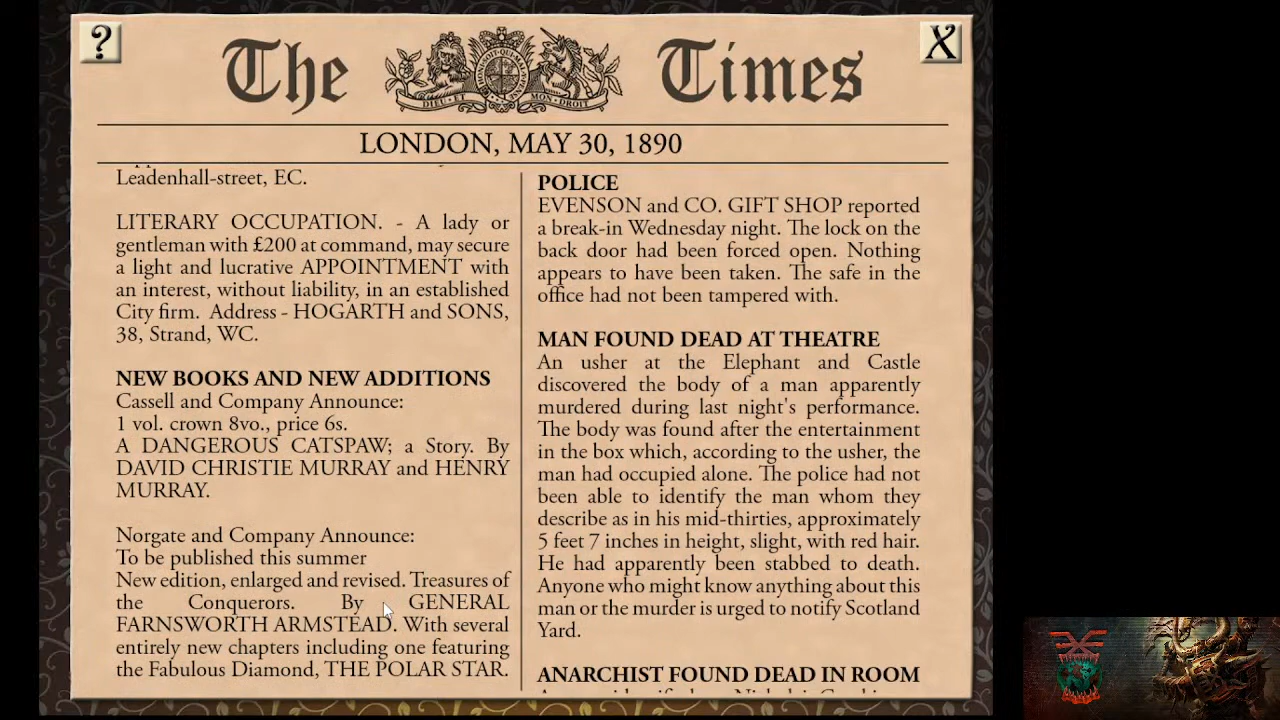 ?
The Times
X
DIEU · ET MON · DROIT
LONDON, MAY 30, 1890
Leadenhall-street, EC.
LITERARY OCCUPATION. - A lady or
gentleman with £200 at command, may secure
a light and lucrative APPOINTMENT with
an interest, without liability, in an established
City firm. Address - HOGARTH and SONS,
38, Strand, WC.
NEW BOOKS AND NEW ADDITIONS
Cassell and Company Announce:
1 vol. crown 8vo., price 6s.
A DANGEROUS CATSPAW; a Story. By
DAVID CHRISTIE MURRAY and HENRY
MURRAY.
Norgate and Company Announce:
To be published this summer
New edition, enlarged and revised. Treasures of
the Conquerors. By GENERAL
FARNSWORTH ARMSTEAD. With several
entirely new chapters including one featuring
the Fabulous Diamond, THE POLAR STAR.
POLICE
EVENSON and CO. GIFT SHOP reported
a break-in Wednesday night. The lock on the
back door had been forced open. Nothing
appears to have been taken. The safe in the
office had not been tampered with.
MAN FOUND DEAD AT THEATRE
An usher at the Elephant and Castle
discovered the body of a man apparently
murdered during last night's performance.
The body was found after the entertainment
in the box which, according to the usher, the
man had occupied alone. The police had not
been able to identify the man whom they
describe as in his mid-thirties, approximately
5 feet 7 inches in height, slight, with red hair.
He had apparently been stabbed to death.
Anyone who might know anything about this
man or the murder is urged to notify Scotland
Yard.
ANARCHIST FOUND DEAD IN ROOM